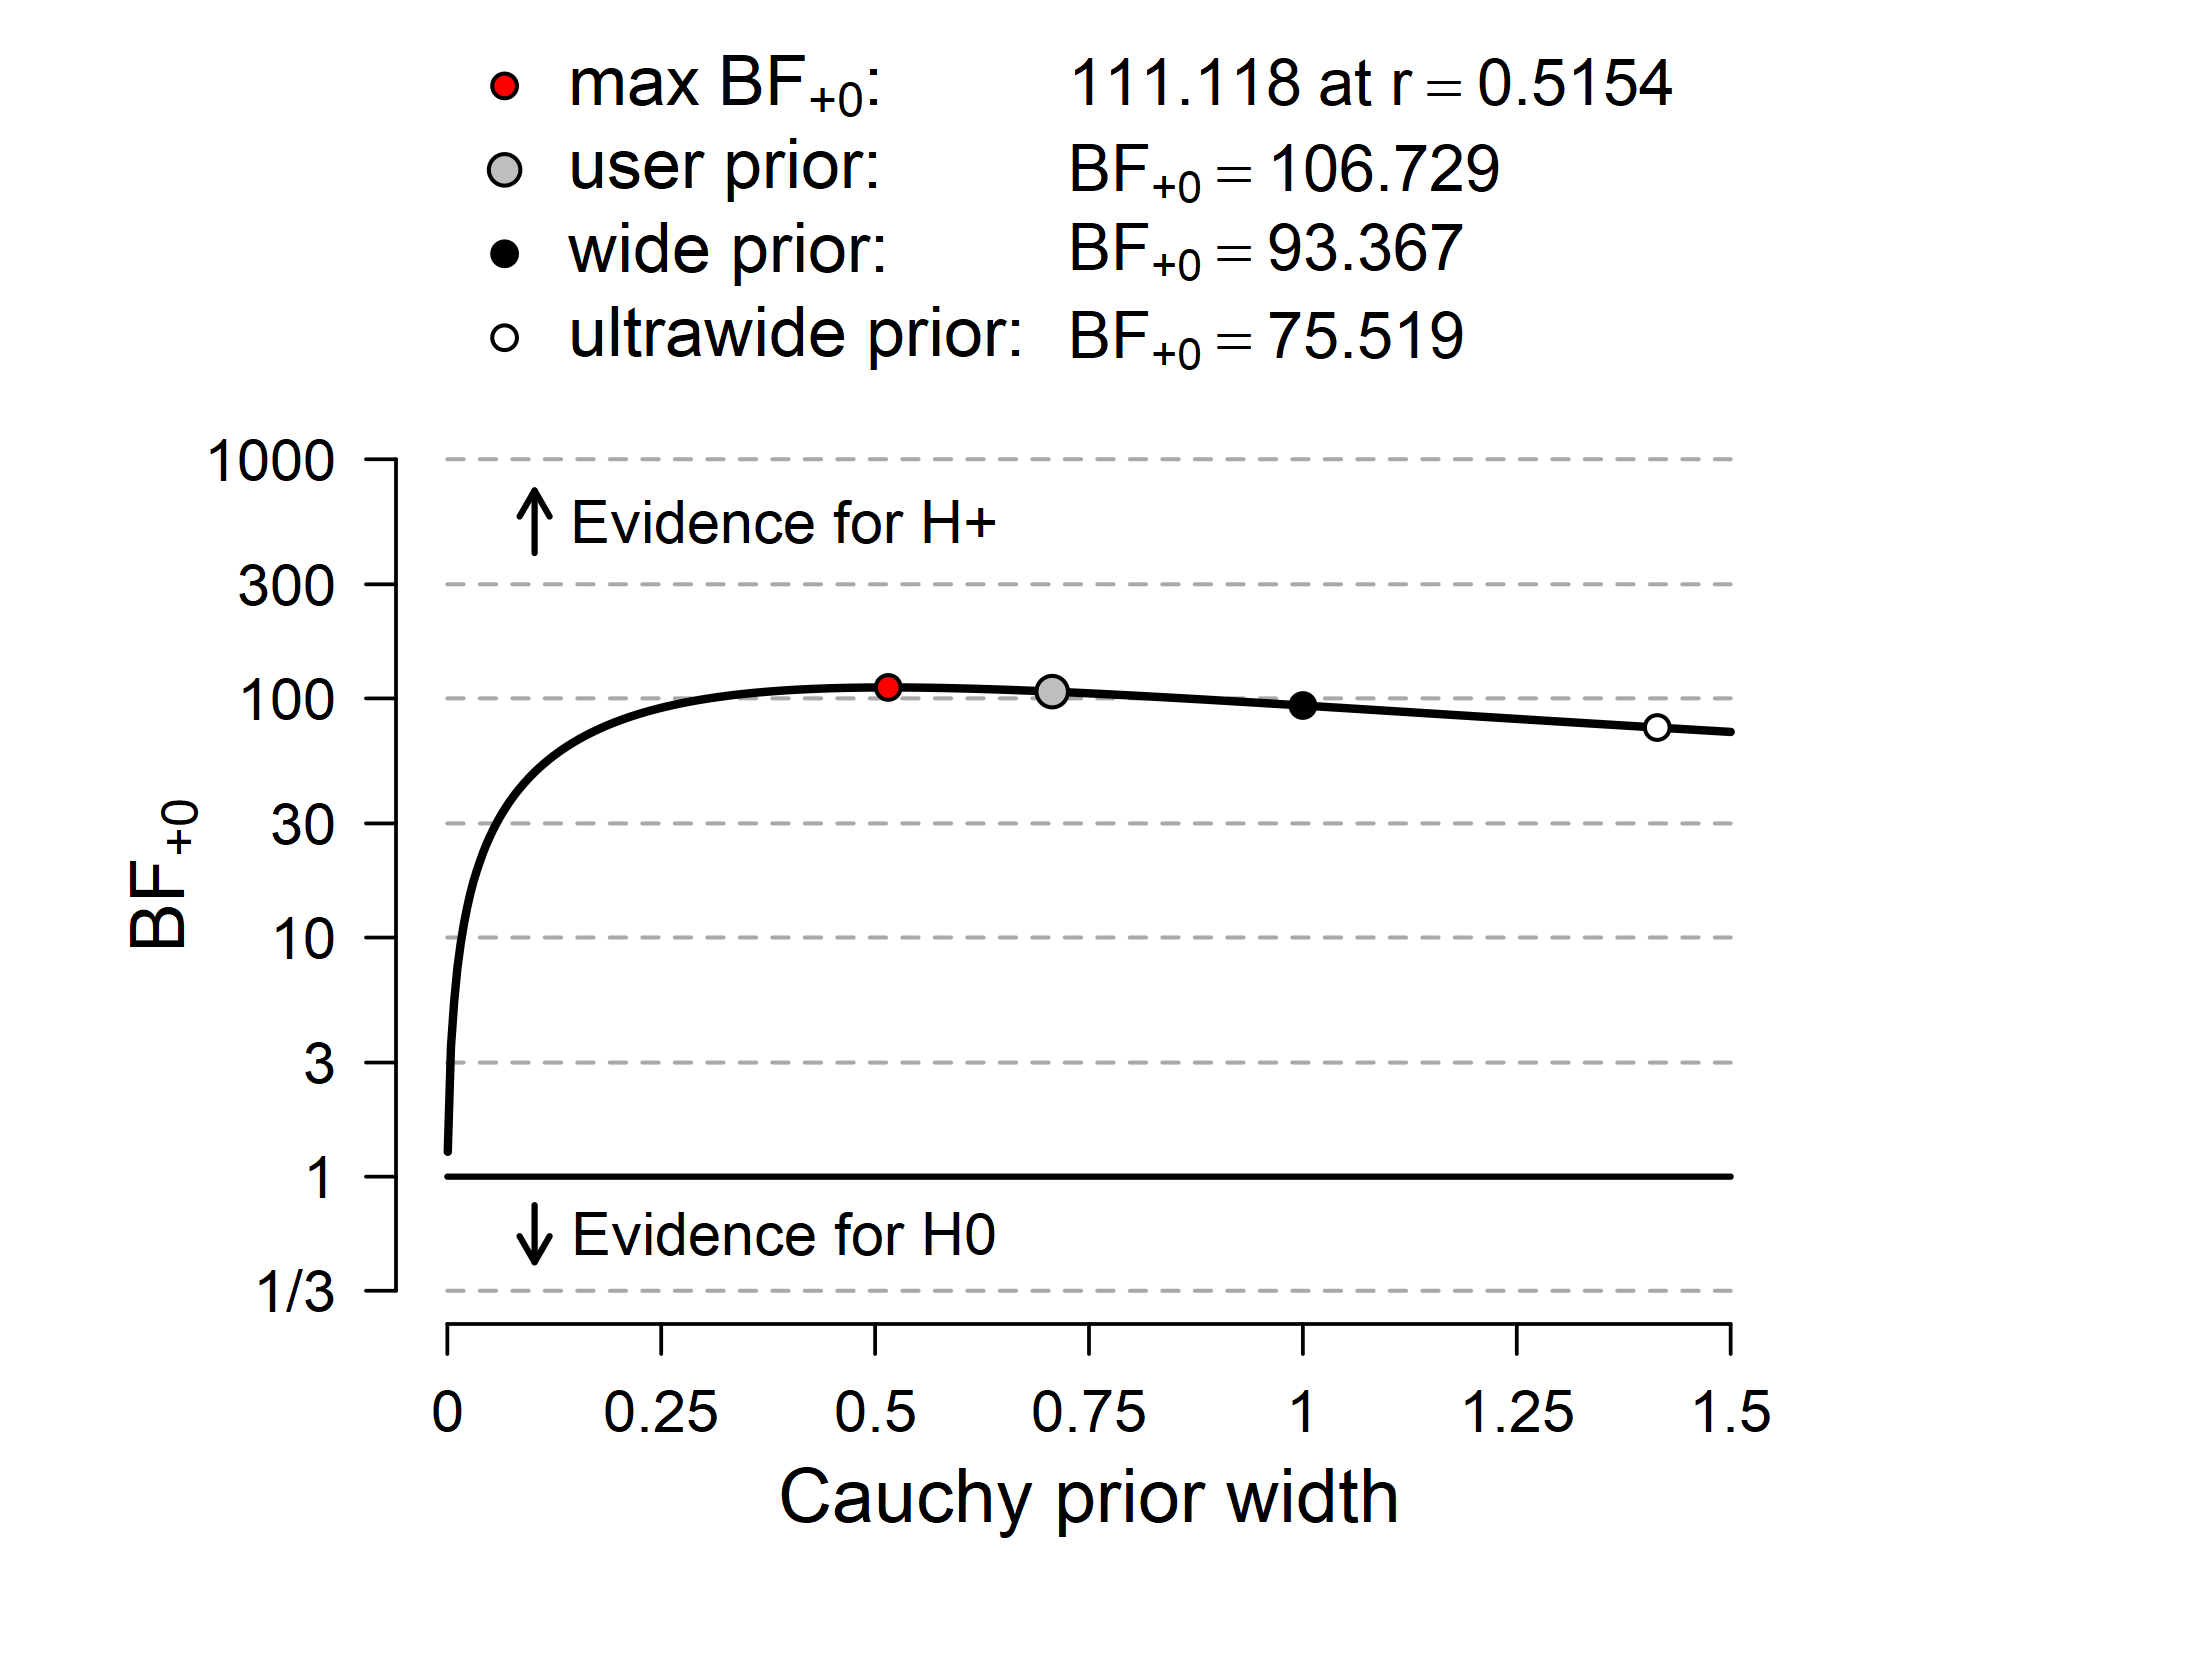 max BF+0: 111.118 at r = 0.5154
user prior: BF+0 = 106.729
wide prior: BF+0 = 93.367
ultrawide prior: BF+0 = 75.519
1000
Evidence for H+
300
100
30
10
3
1
Evidence for H0
1/3
BF+0
0 0.25 0.5 0.75 1 1.25 1.5
Cauchy prior width